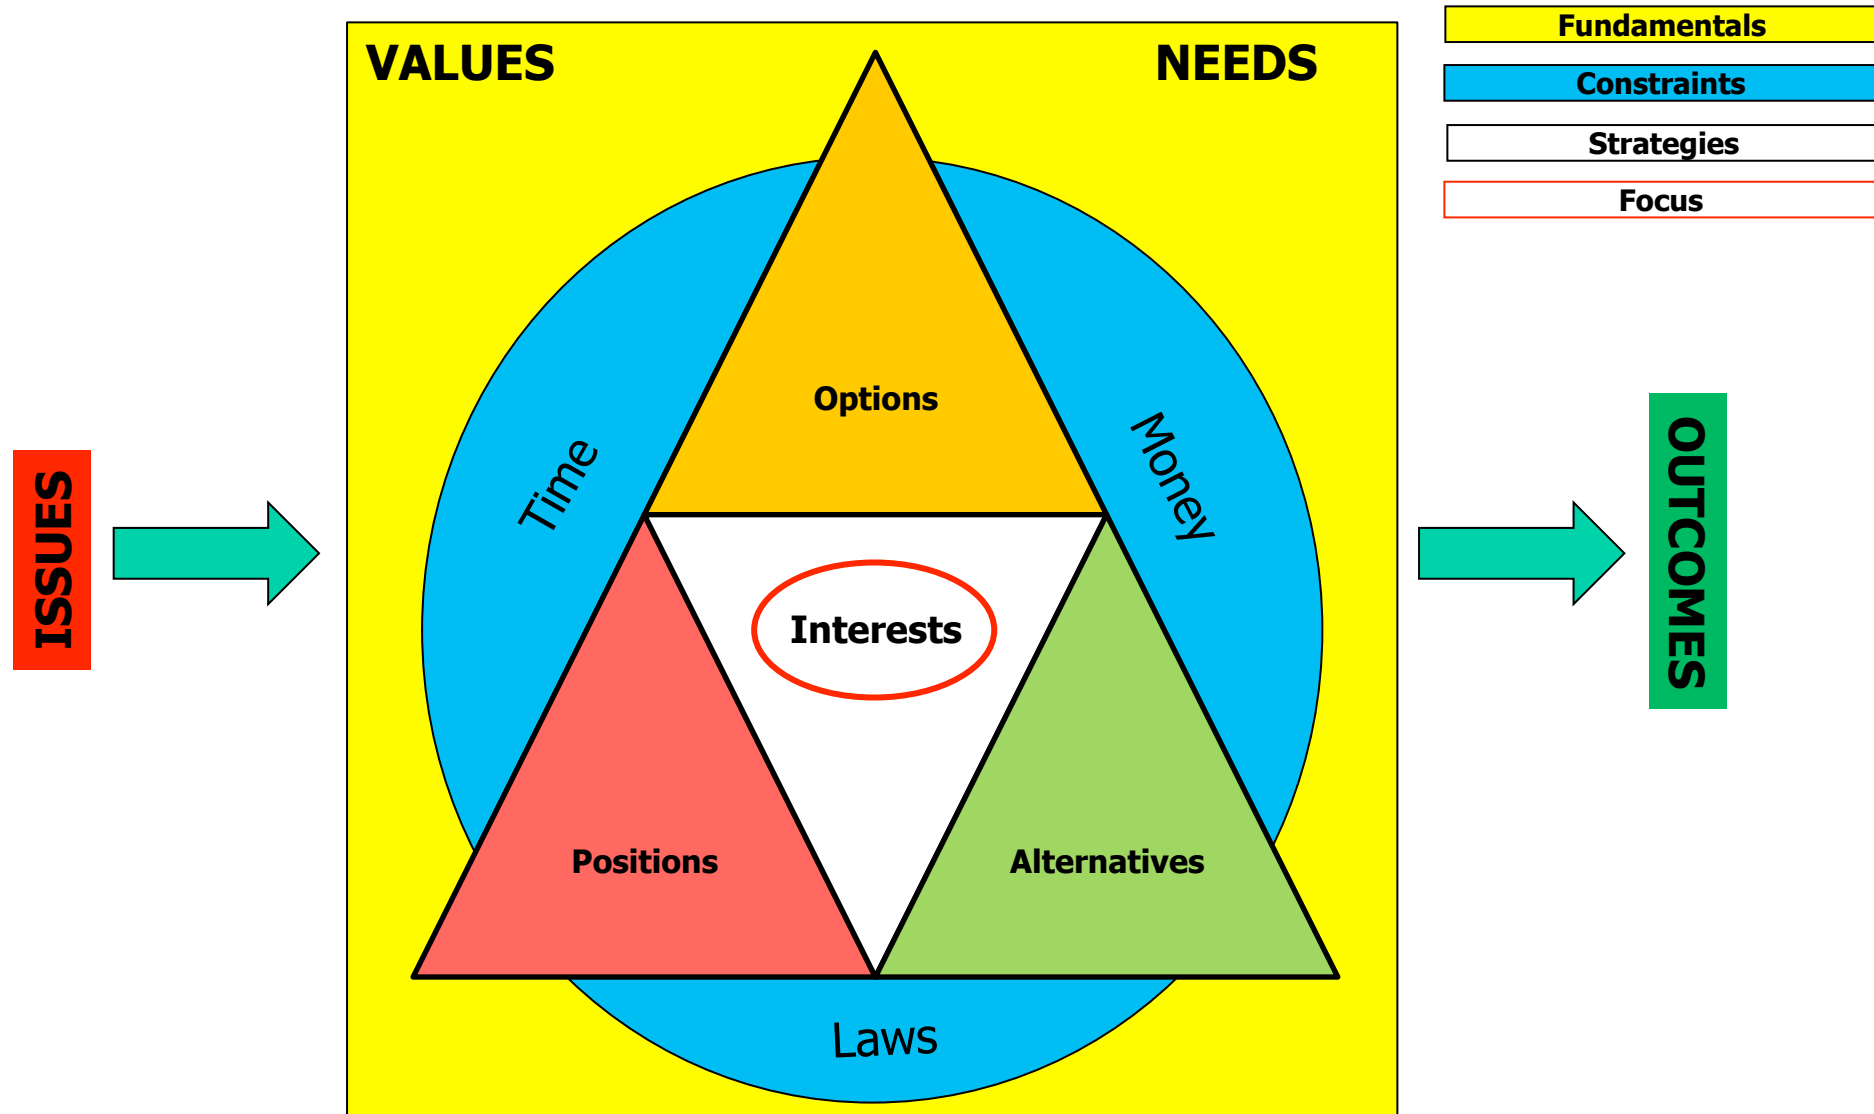 VALUES
NEEDS
Fundamentals
Constraints
Strategies
Focus
Options
Time
Money
ISSUES
OUTCOMES
Interests
Positions
Alternatives
Laws